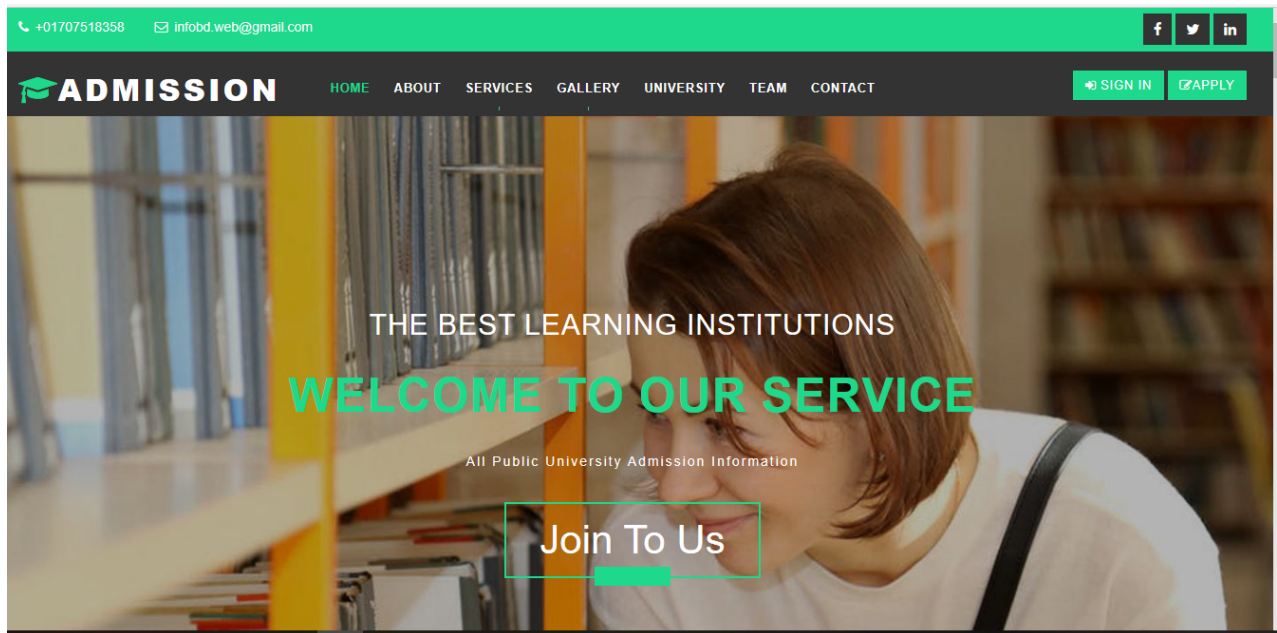 +01707518358 infobd.web@gmail.com
ADMISSION HOME ABOUT SERVICES GALLERY UNIVERSITY TEAM CONTACT SIGN IN APPLY
THE BEST LEARNING INSTITUTIONS
WELCOME TO OUR SERVICE
All Public University Admission Information
Join To Us